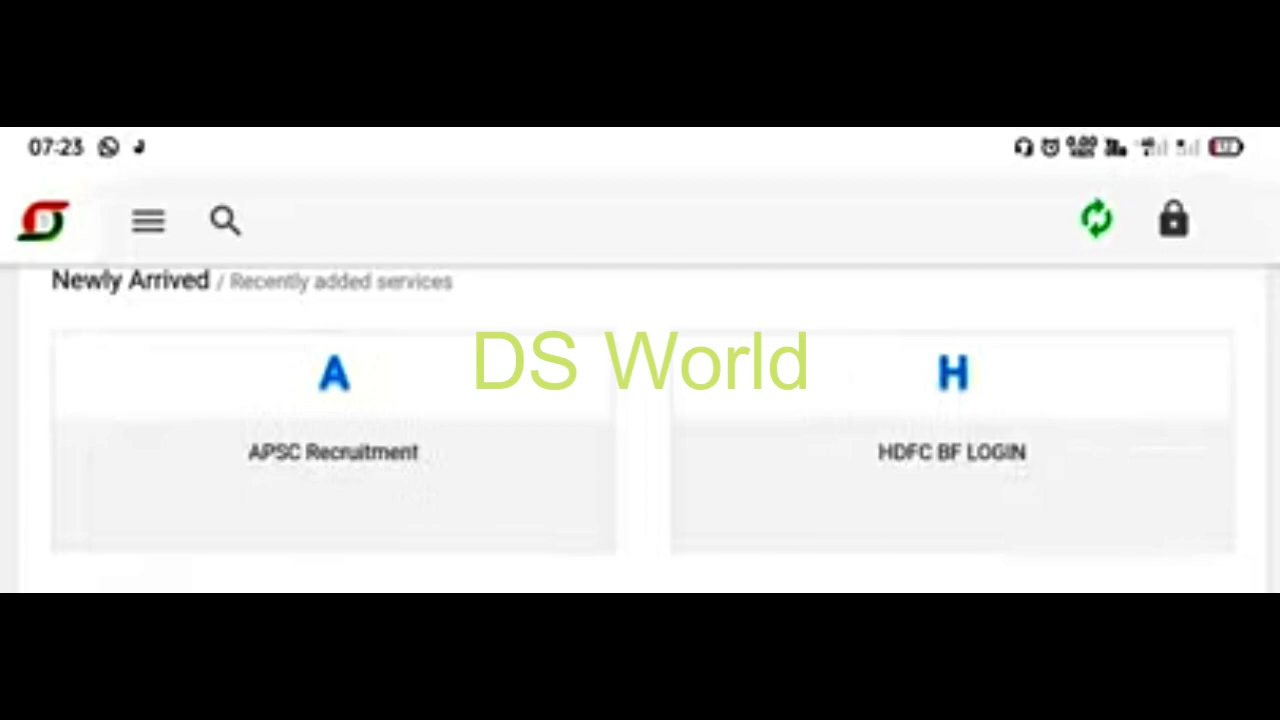 07:23
Newly Arrived / Recently added services
DS World
A
H
APSC Recruitment
HDFC BF LOGIN